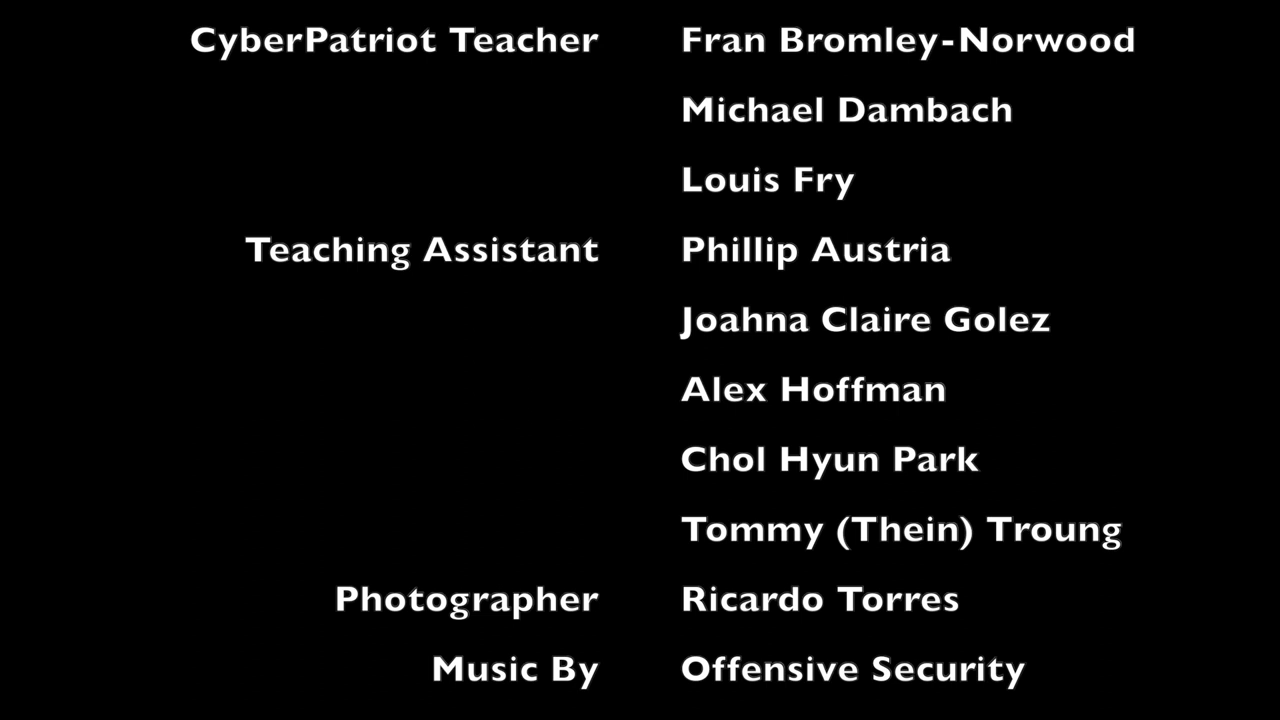 CyberPatriot Teacher Fran Bromley-Norwood
Michael Dambach
Louis Fry
Teaching Assistant Phillip Austria
Joahna Claire Golez
Alex Hoffman
Chol Hyun Park
Tommy (Thein) Troung
Photographer Ricardo Torres
Music By Offensive Security